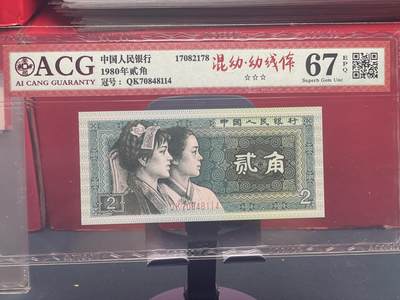 ACG
AI CANG GUARANTY
中国人民银行
1980年贰角
冠号： QK70848114
17082178
混幼·幼线体
☆☆☆
67 EPQ
Superb Gem Unc
中国人民银行
贰角
QK70848114
2
2